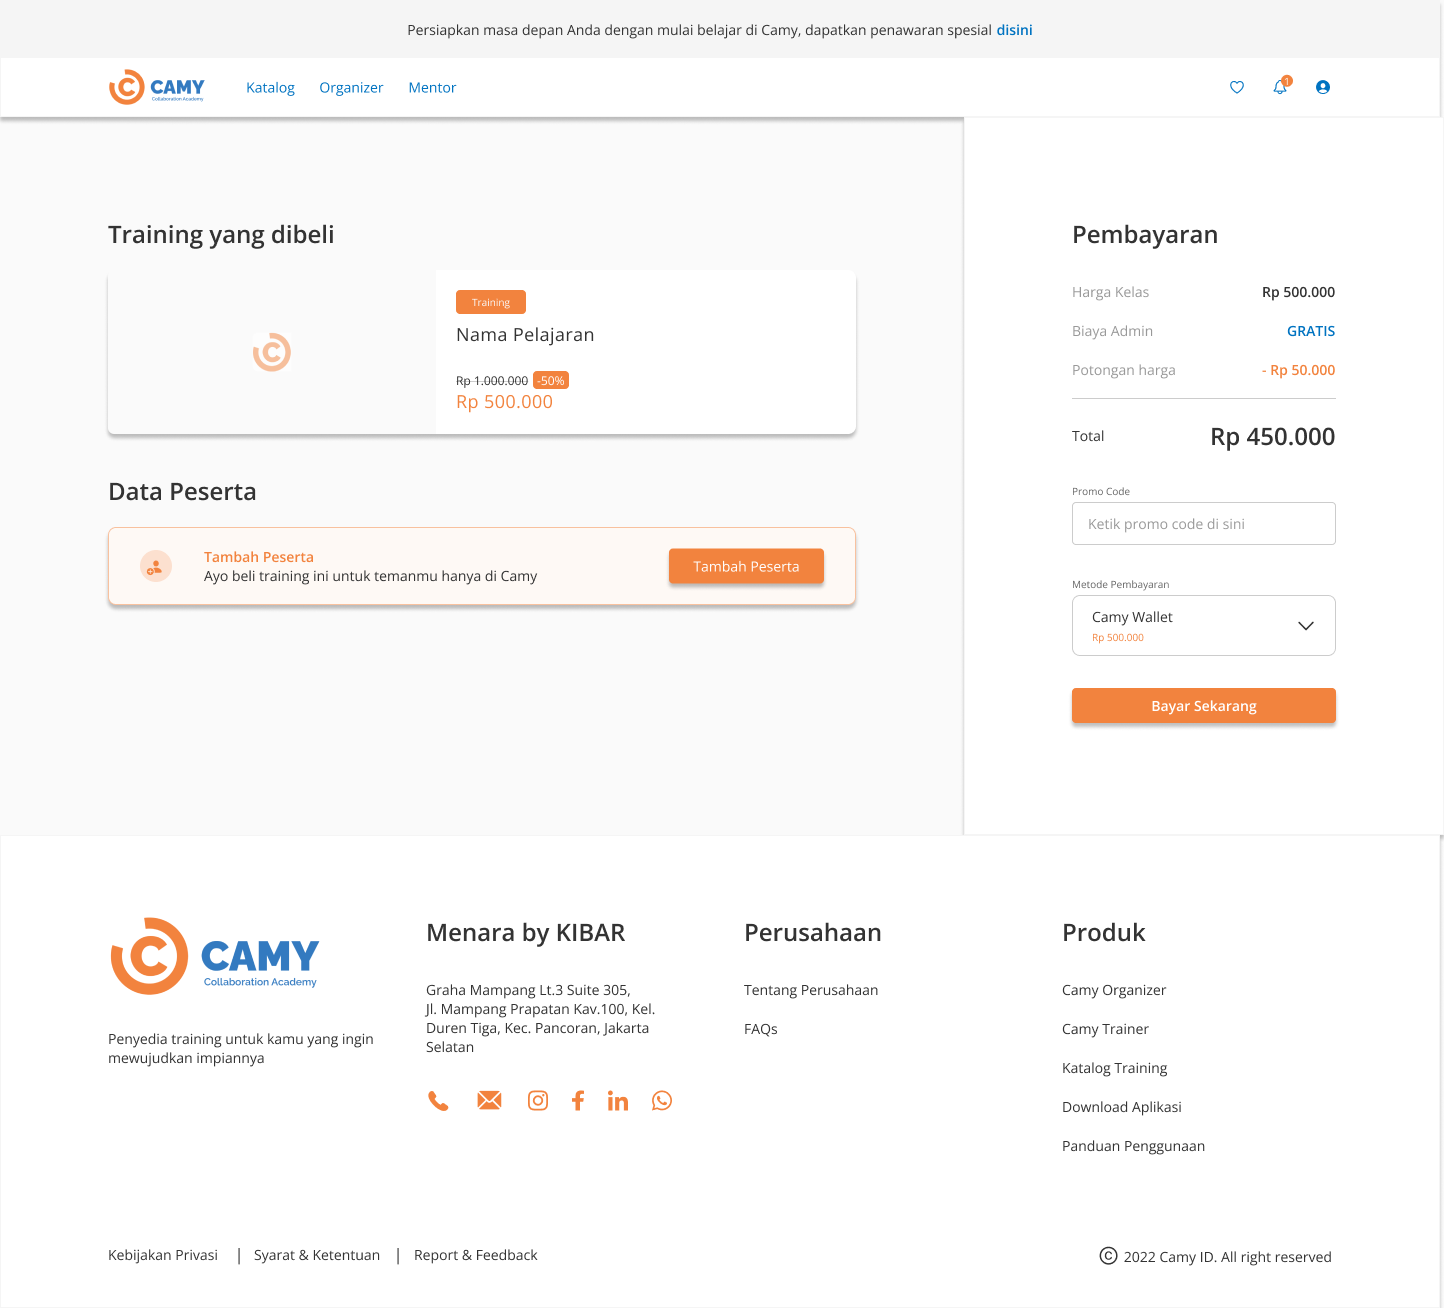 Persiapkan masa depan Anda dengan mulai belajar di Camy, dapatkan penawaran spesial disini
CAMY
Collaboration Academy
Katalog
Organizer
Mentor
1
Training yang dibeli
Training
Nama Pelajaran
Rp 1.000.000 -50%
Rp 500.000
Data Peserta
Tambah Peserta
Ayo beli training ini untuk temanmu hanya di Camy
Tambah Peserta
Pembayaran
Harga Kelas Rp 500.000
Biaya Admin GRATIS
Potongan harga - Rp 50.000
Total Rp 450.000
Promo Code
Ketik promo code di sini
Metode Pembayaran
Camy Wallet
Rp 500.000
Bayar Sekarang
CAMY
Collaboration Academy
Penyedia training untuk kamu yang ingin
mewujudkan impiannya
Menara by KIBAR
Graha Mampang Lt.3 Suite 305,
Jl. Mampang Prapatan Kav.100, Kel.
Duren Tiga, Kec. Pancoran, Jakarta
Selatan
Perusahaan
Tentang Perusahaan
FAQs
Produk
Camy Organizer
Camy Trainer
Katalog Training
Download Aplikasi
Panduan Penggunaan
Kebijakan Privasi | Syarat & Ketentuan | Report & Feedback
© 2022 Camy ID. All right reserved